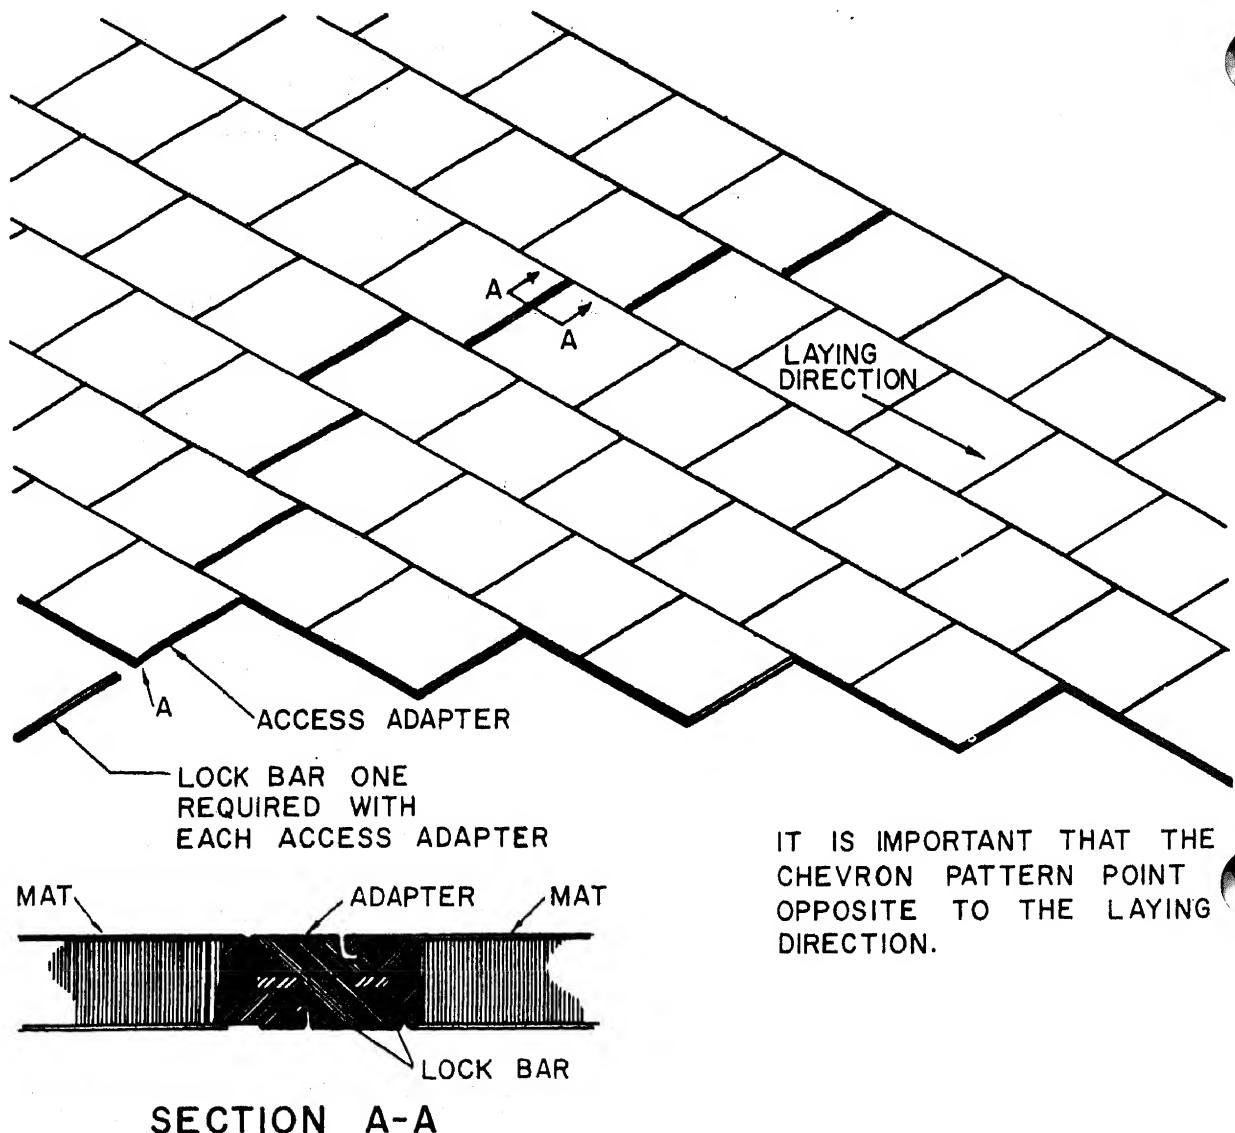 A
A
LAYING
DIRECTION
A
ACCESS ADAPTER
LOCK BAR ONE
REQUIRED WITH
EACH ACCESS ADAPTER
IT IS IMPORTANT THAT THE
CHEVRON PATTERN POINT
OPPOSITE TO THE LAYING
DIRECTION.
MAT
ADAPTER
MAT
LOCK BAR
SECTION A-A